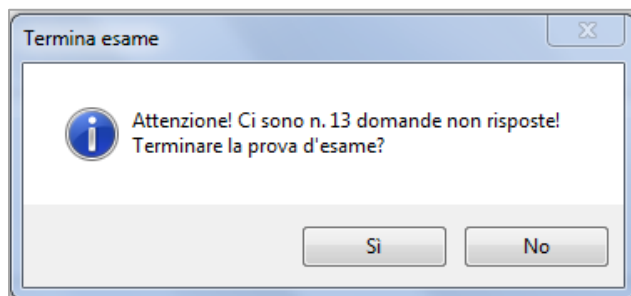 Termina esame
Attenzione! Ci sono n. 13 domande non risposte!
Terminare la prova d'esame?
Sì
No